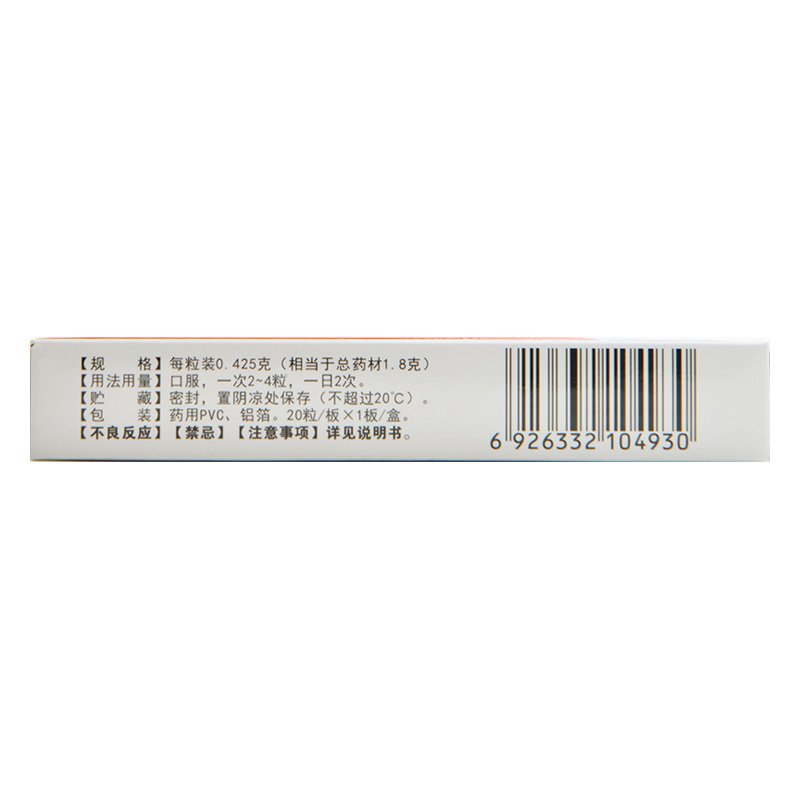 【规　　格】每粒装0.425克（相当于总药材1.8克）
【用法用量】口服，一次2~4粒，一日2次。
【贮　　藏】密封，置阴凉处保存（不超过20℃）。
【包　　装】药用PVC、铝箔。20粒/板×1板/盒。
【不良反应】【禁忌】【注意事项】详见说明书。
6 926332 104930